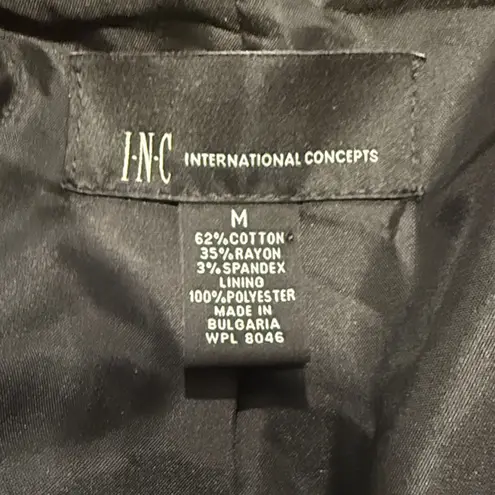 I·N·C INTERNATIONAL CONCEPTS
M
62%COTTON
35%RAYON
3%SPANDEX
LINING
100%POLYESTER
MADE IN
BULGARIA
WPL 8046